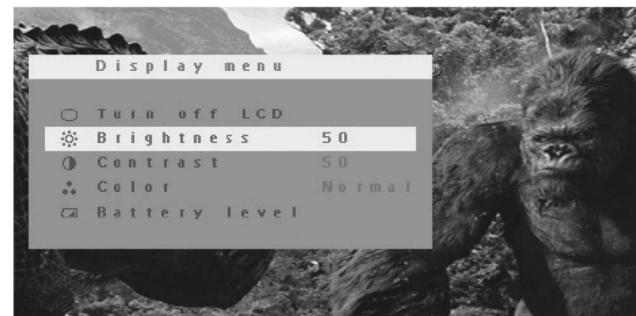 Display menu
Turn off LCD
Brightness 50
Contrast 50
Color Normal
Battery level